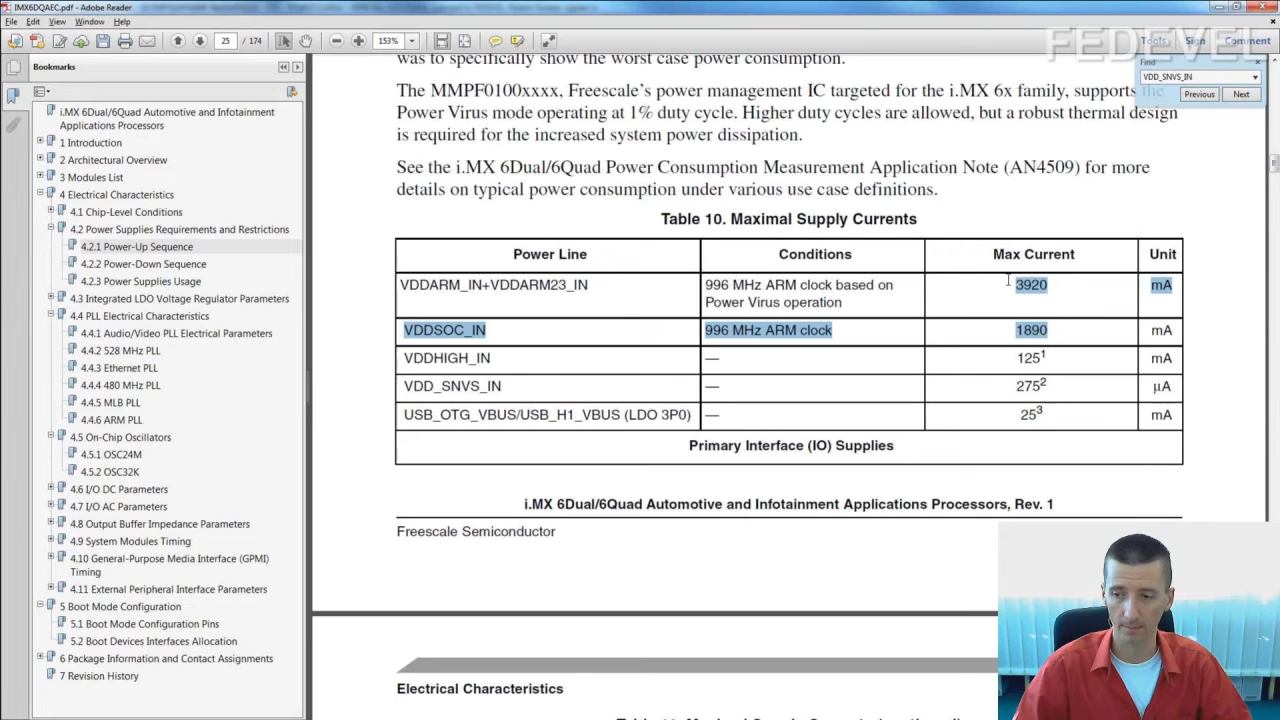 IMX6DQAEC.pdf - Adobe Reader
File Edit View Window Help
25 / 174
153%
Tools Sign Comment
FEDEVEL
Bookmarks
Find
VDD_SNVS_IN
Previous Next
i.MX 6Dual/6Quad Automotive and Infotainment
Applications Processors
1 Introduction
2 Architectural Overview
3 Modules List
4 Electrical Characteristics
4.1 Chip-Level Conditions
4.2 Power Supplies Requirements and Restrictions
4.2.1 Power-Up Sequence
4.2.2 Power-Down Sequence
4.2.3 Power Supplies Usage
4.3 Integrated LDO Voltage Regulator Parameters
4.4 PLL Electrical Characteristics
4.4.1 Audio/Video PLL Electrical Parameters
4.4.2 528 MHz PLL
4.4.3 Ethernet PLL
4.4.4 480 MHz PLL
4.4.5 MLB PLL
4.4.6 ARM PLL
4.5 On-Chip Oscillators
4.5.1 OSC24M
4.5.2 OSC32K
4.6 I/O DC Parameters
4.7 I/O AC Parameters
4.8 Output Buffer Impedance Parameters
4.9 System Modules Timing
4.10 General-Purpose Media Interface (GPMI)
Timing
4.11 External Peripheral Interface Parameters
5 Boot Mode Configuration
5.1 Boot Mode Configuration Pins
5.2 Boot Devices Interfaces Allocation
6 Package Information and Contact Assignments
7 Revision History
was to specifically show the worst case power consumption.
The MMPF0100xxxx, Freescale's power management IC targeted for the i.MX 6x family, supports the
Power Virus mode operating at 1% duty cycle. Higher duty cycles are allowed, but a robust thermal design
is required for the increased system power dissipation.
See the i.MX 6Dual/6Quad Power Consumption Measurement Application Note (AN4509) for more
details on typical power consumption under various use case definitions.
Table 10. Maximal Supply Currents
Power Line Conditions Max Current Unit
VDDARM_IN+VDDARM23_IN 996 MHz ARM clock based on 3920 mA
Power Virus operation
VDDSOC_IN 996 MHz ARM clock 1890 mA
VDDHIGH_IN — 125¹ mA
VDD_SNVS_IN — 275² μA
USB_OTG_VBUS/USB_H1_VBUS (LDO 3P0) — 25³ mA
Primary Interface (IO) Supplies
i.MX 6Dual/6Quad Automotive and Infotainment Applications Processors, Rev. 1
Freescale Semiconductor
Electrical Characteristics